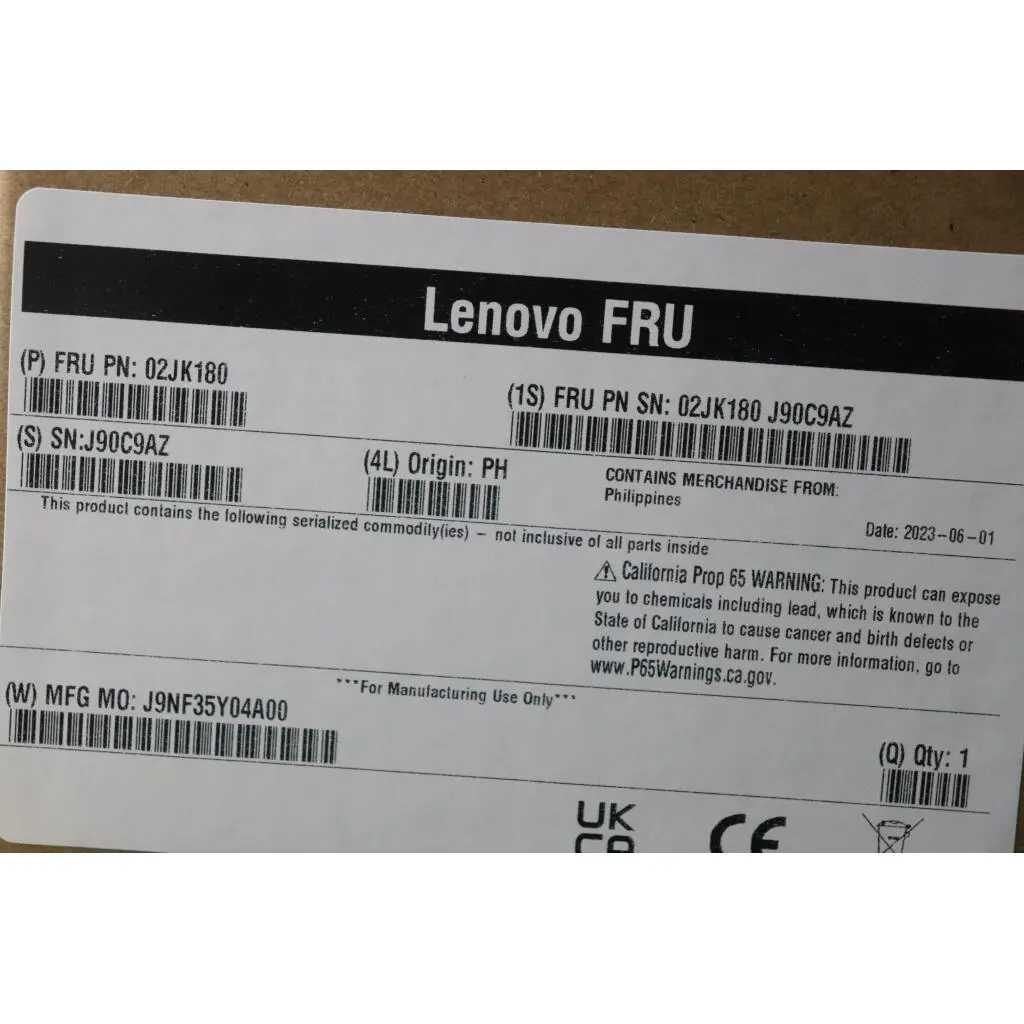 Lenovo FRU
(P) FRU PN: 02JK180
(1S) FRU PN SN: 02JK180 J90C9AZ
(S) SN:J90C9AZ
(4L) Origin: PH
CONTAINS MERCHANDISE FROM:
Philippines
Date: 2023-06-01
This product contains the following serialized commodity(ies) - not inclusive of all parts inside
⚠ California Prop 65 WARNING: This product can expose
you to chemicals including lead, which is known to the
State of California to cause cancer and birth defects or
other reproductive harm. For more information, go to
www.P65Warnings.ca.gov.
***For Manufacturing Use Only***
(W) MFG MO: J9NF35Y04A00
(Q) Qty: 1
UK
CA
CE